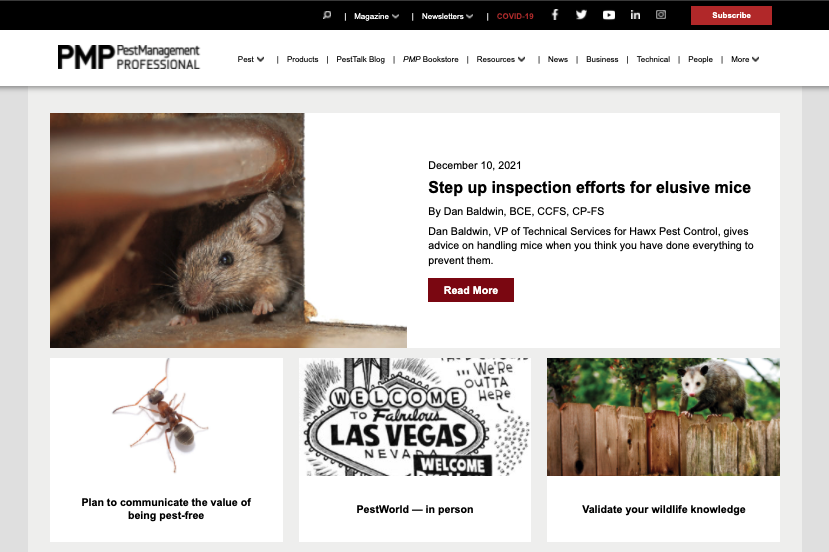 Magazine | Newsletters | COVID-19
Subscribe
PMP PestManagement
PROFESSIONAL
Pest | Products | PestTalk Blog | PMP Bookstore | Resources | News | Business | Technical | People | More
December 10, 2021
Step up inspection efforts for elusive mice
By Dan Baldwin, BCE, CCFS, CP-FS
Dan Baldwin, VP of Technical Services for Hawx Pest Control, gives
advice on handling mice when you think you have done everything to
prevent them.
Read More
...WE'RE
OUTTA
HERE
WELCOME
TO Fabulous
LAS VEGAS
NEVADA
WELCOME
Plan to communicate the value of
being pest-free
PestWorld — in person
Validate your wildlife knowledge